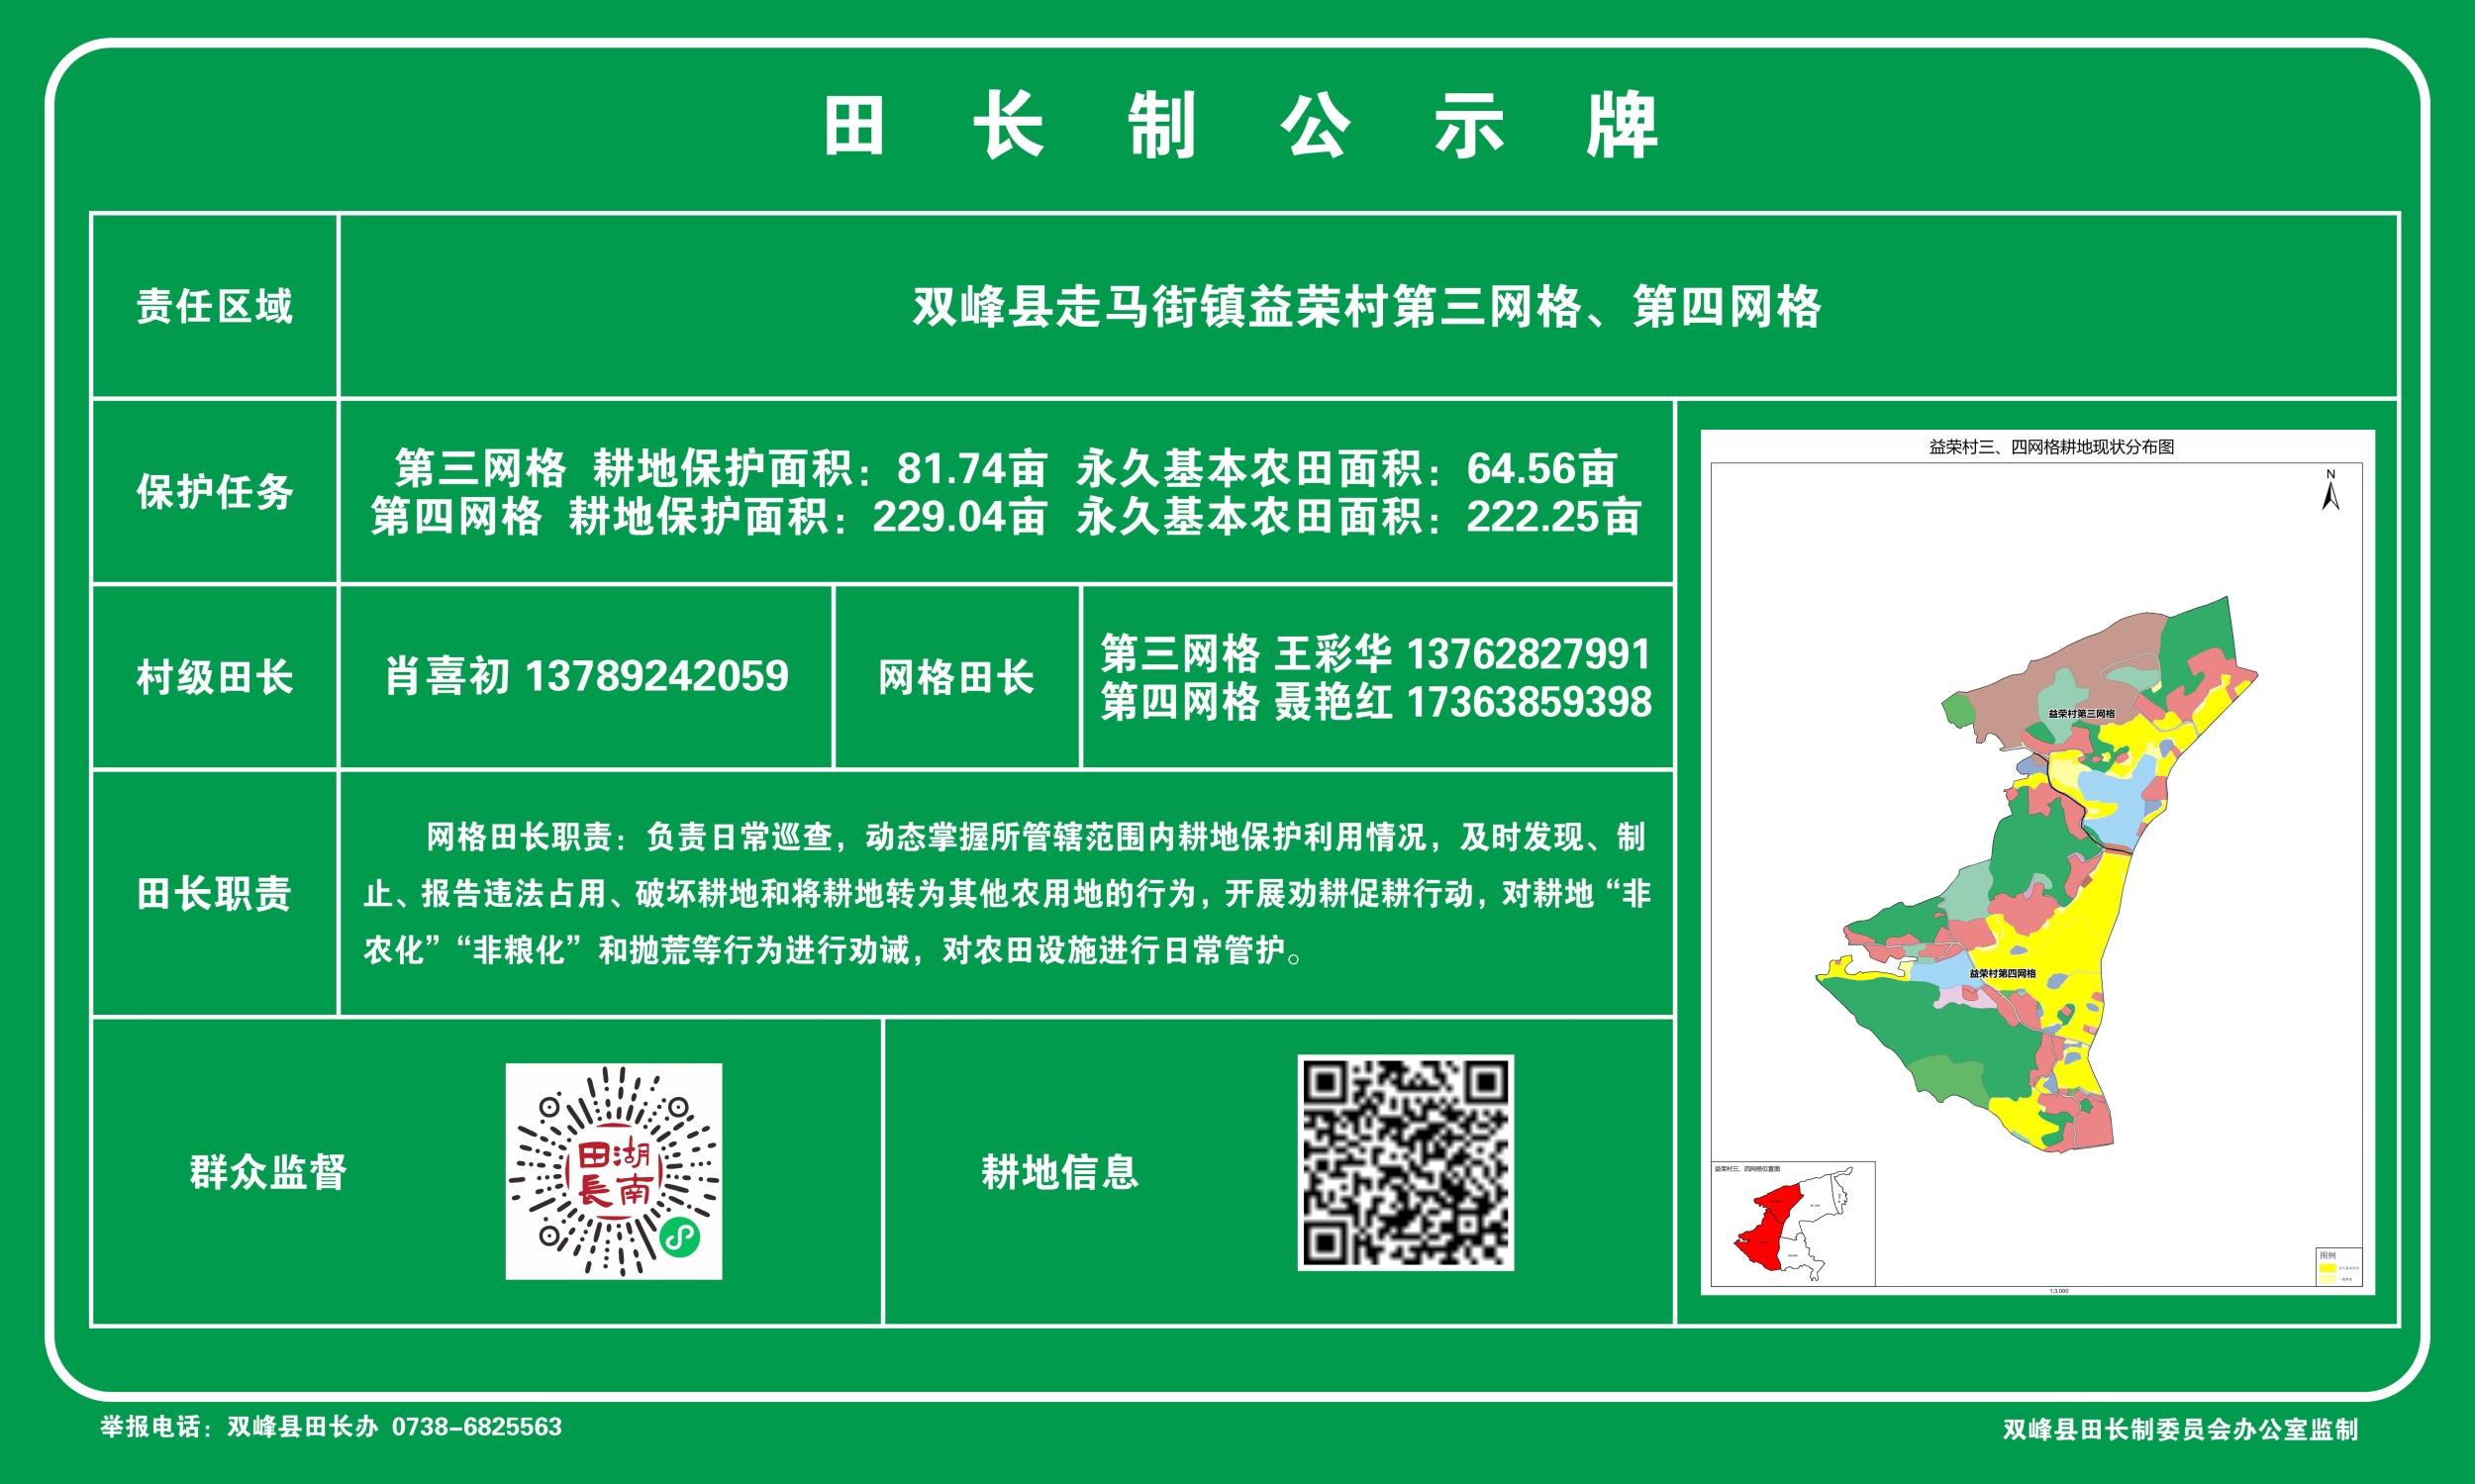 田长制公示牌
责任区域
双峰县走马街镇益荣村第三网格、第四网格
保护任务
第三网格 耕地保护面积：81.74亩 永久基本农田面积：64.56亩
第四网格 耕地保护面积：229.04亩 永久基本农田面积：222.25亩
村级田长
肖喜初 13789242059
网格田长
第三网格 王彩华 13762827991
第四网格 聂艳红 17363859398
田长职责
网格田长职责：负责日常巡查，动态掌握所管辖范围内耕地保护利用情况，及时发现、制
止、报告违法占用、破坏耕地和将耕地转为其他农用地的行为，开展劝耕促耕行动，对耕地“非
农化”“非粮化”和抛荒等行为进行劝诫，对农田设施进行日常管护。
群众监督
湖南田長
耕地信息
益荣村三、四网格耕地现状分布图
N
益荣村第三网格
益荣村第四网格
益荣村三、四网格位置图
图例
1:3,000
举报电话：双峰县田长办 0738-6825563
双峰县田长制委员会办公室监制